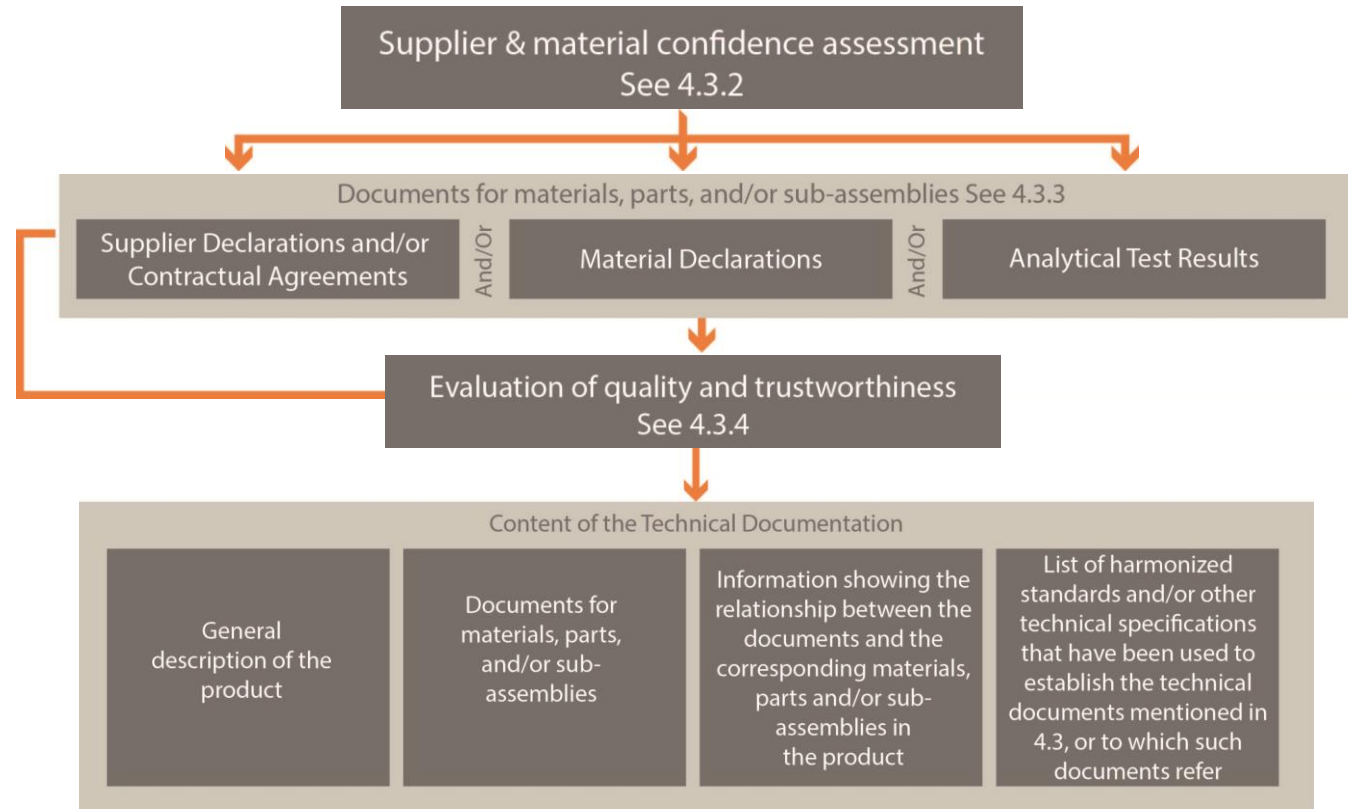 Supplier & material confidence assessment
See 4.3.2
Documents for materials, parts, and/or sub-assemblies See 4.3.3
Supplier Declarations and/or
Contractual Agreements
And/Or
Material Declarations
And/Or
Analytical Test Results
Evaluation of quality and trustworthiness
See 4.3.4
Content of the Technical Documentation
General
description of the
product
Documents for
materials, parts,
and/or sub-
assemblies
Information showing the
relationship between the
documents and the
corresponding materials,
parts and/or sub-
assemblies in
the product
List of harmonized
standards and/or other
technical specifications
that have been used to
establish the technical
documents mentioned in
4.3, or to which such
documents refer